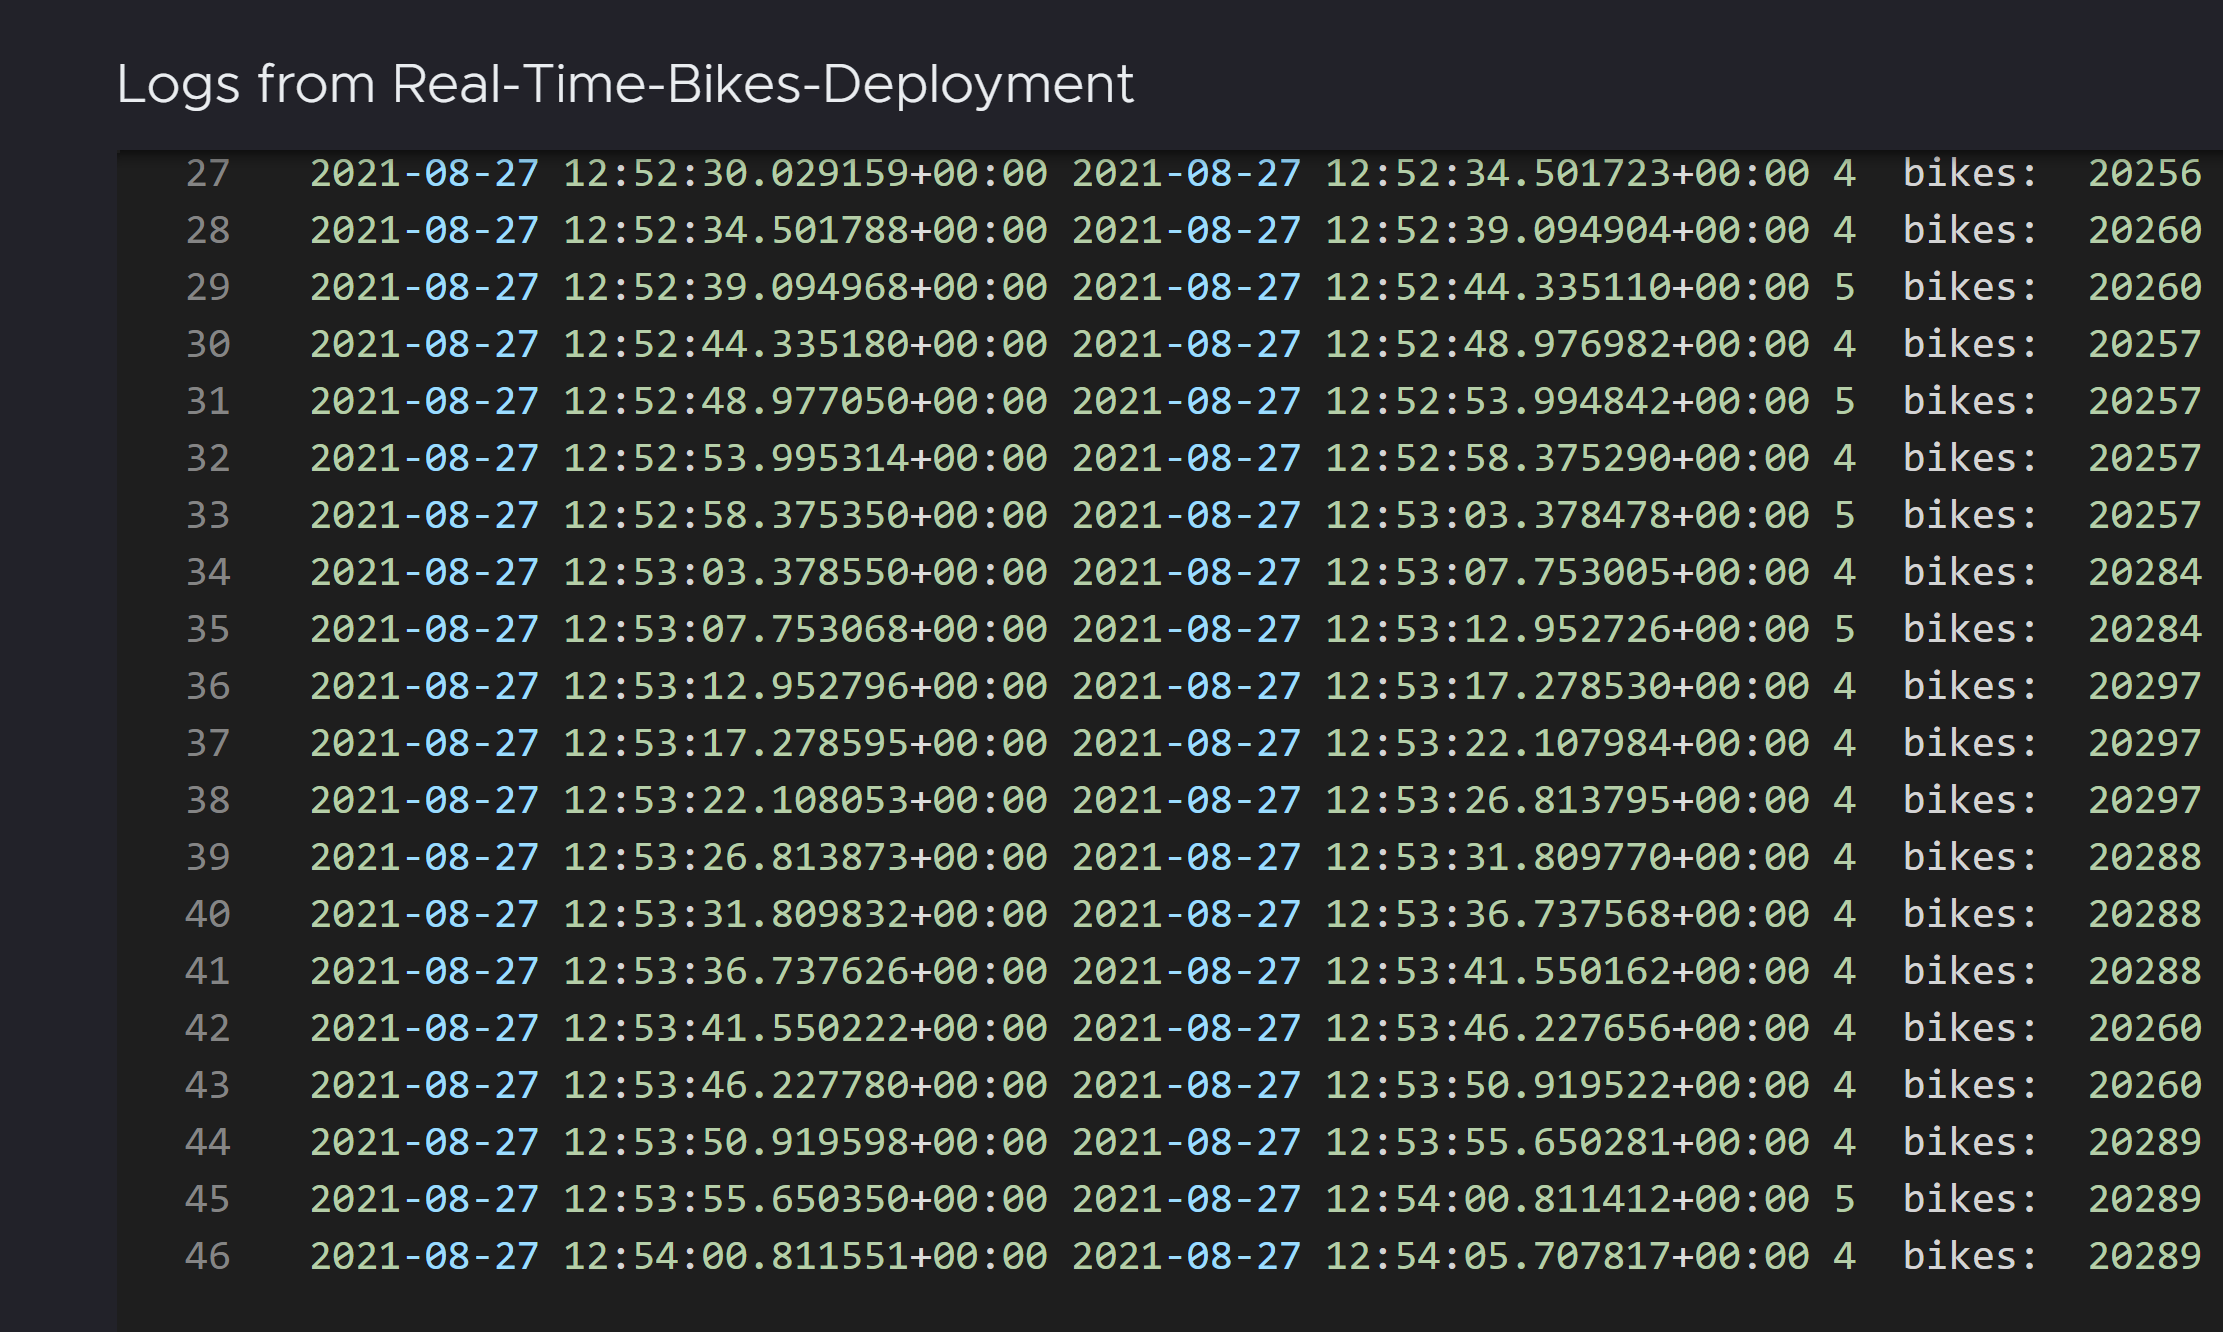 Logs from Real-Time-Bikes-Deployment
27 2021-08-27 12:52:30.029159+00:00 2021-08-27 12:52:34.501723+00:00 4 bikes: 20256
28 2021-08-27 12:52:34.501788+00:00 2021-08-27 12:52:39.094904+00:00 4 bikes: 20260
29 2021-08-27 12:52:39.094968+00:00 2021-08-27 12:52:44.335110+00:00 5 bikes: 20260
30 2021-08-27 12:52:44.335180+00:00 2021-08-27 12:52:48.976982+00:00 4 bikes: 20257
31 2021-08-27 12:52:48.977050+00:00 2021-08-27 12:52:53.994842+00:00 5 bikes: 20257
32 2021-08-27 12:52:53.995314+00:00 2021-08-27 12:52:58.375290+00:00 4 bikes: 20257
33 2021-08-27 12:52:58.375350+00:00 2021-08-27 12:53:03.378478+00:00 5 bikes: 20257
34 2021-08-27 12:53:03.378550+00:00 2021-08-27 12:53:07.753005+00:00 4 bikes: 20284
35 2021-08-27 12:53:07.753068+00:00 2021-08-27 12:53:12.952726+00:00 5 bikes: 20284
36 2021-08-27 12:53:12.952796+00:00 2021-08-27 12:53:17.278530+00:00 4 bikes: 20297
37 2021-08-27 12:53:17.278595+00:00 2021-08-27 12:53:22.107984+00:00 4 bikes: 20297
38 2021-08-27 12:53:22.108053+00:00 2021-08-27 12:53:26.813795+00:00 4 bikes: 20297
39 2021-08-27 12:53:26.813873+00:00 2021-08-27 12:53:31.809770+00:00 4 bikes: 20288
40 2021-08-27 12:53:31.809832+00:00 2021-08-27 12:53:36.737568+00:00 4 bikes: 20288
41 2021-08-27 12:53:36.737626+00:00 2021-08-27 12:53:41.550162+00:00 4 bikes: 20288
42 2021-08-27 12:53:41.550222+00:00 2021-08-27 12:53:46.227656+00:00 4 bikes: 20260
43 2021-08-27 12:53:46.227780+00:00 2021-08-27 12:53:50.919522+00:00 4 bikes: 20260
44 2021-08-27 12:53:50.919598+00:00 2021-08-27 12:53:55.650281+00:00 4 bikes: 20289
45 2021-08-27 12:53:55.650350+00:00 2021-08-27 12:54:00.811412+00:00 5 bikes: 20289
46 2021-08-27 12:54:00.811551+00:00 2021-08-27 12:54:05.707817+00:00 4 bikes: 20289